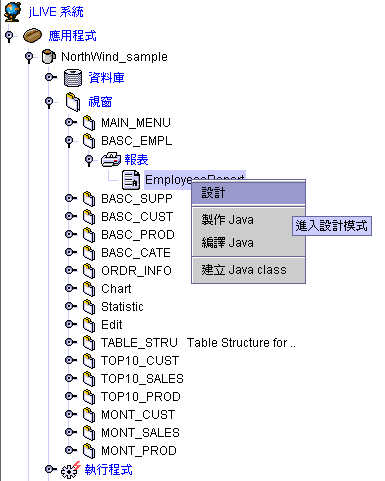 jLIVE 系統
應用程式
NorthWind_sample
資料庫
視窗
MAIN_MENU
BASC_EMPL
報表
EmployeesReport
設計
BASC_SUPP
製作 Java
BASC_CUST
進入設計模式
BASC_PROD
編譯 Java
BASC_CATE
ORDR_INFO
建立 Java class
Chart
Statistic
Edit
TABLE_STRU Table Structure for ..
TOP10_CUST
TOP10_SALES
TOP10_PROD
MONT_CUST
MONT_SALES
MONT_PROD
執行程式